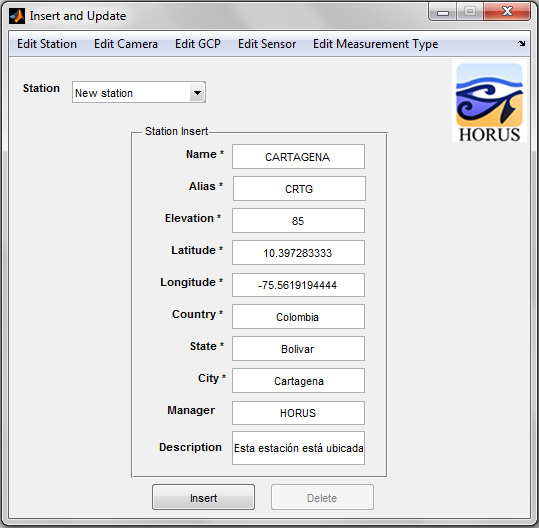 Insert and Update
Edit Station Edit Camera Edit GCP Edit Sensor Edit Measurement Type
Station New station
HORUS
Station Insert
Name * CARTAGENA
Alias * CRTG
Elevation * 85
Latitude * 10.397283333
Longitude * -75.5619194444
Country * Colombia
State * Bolivar
City * Cartagena
Manager HORUS
Description Esta estación está ubicada
Insert Delete